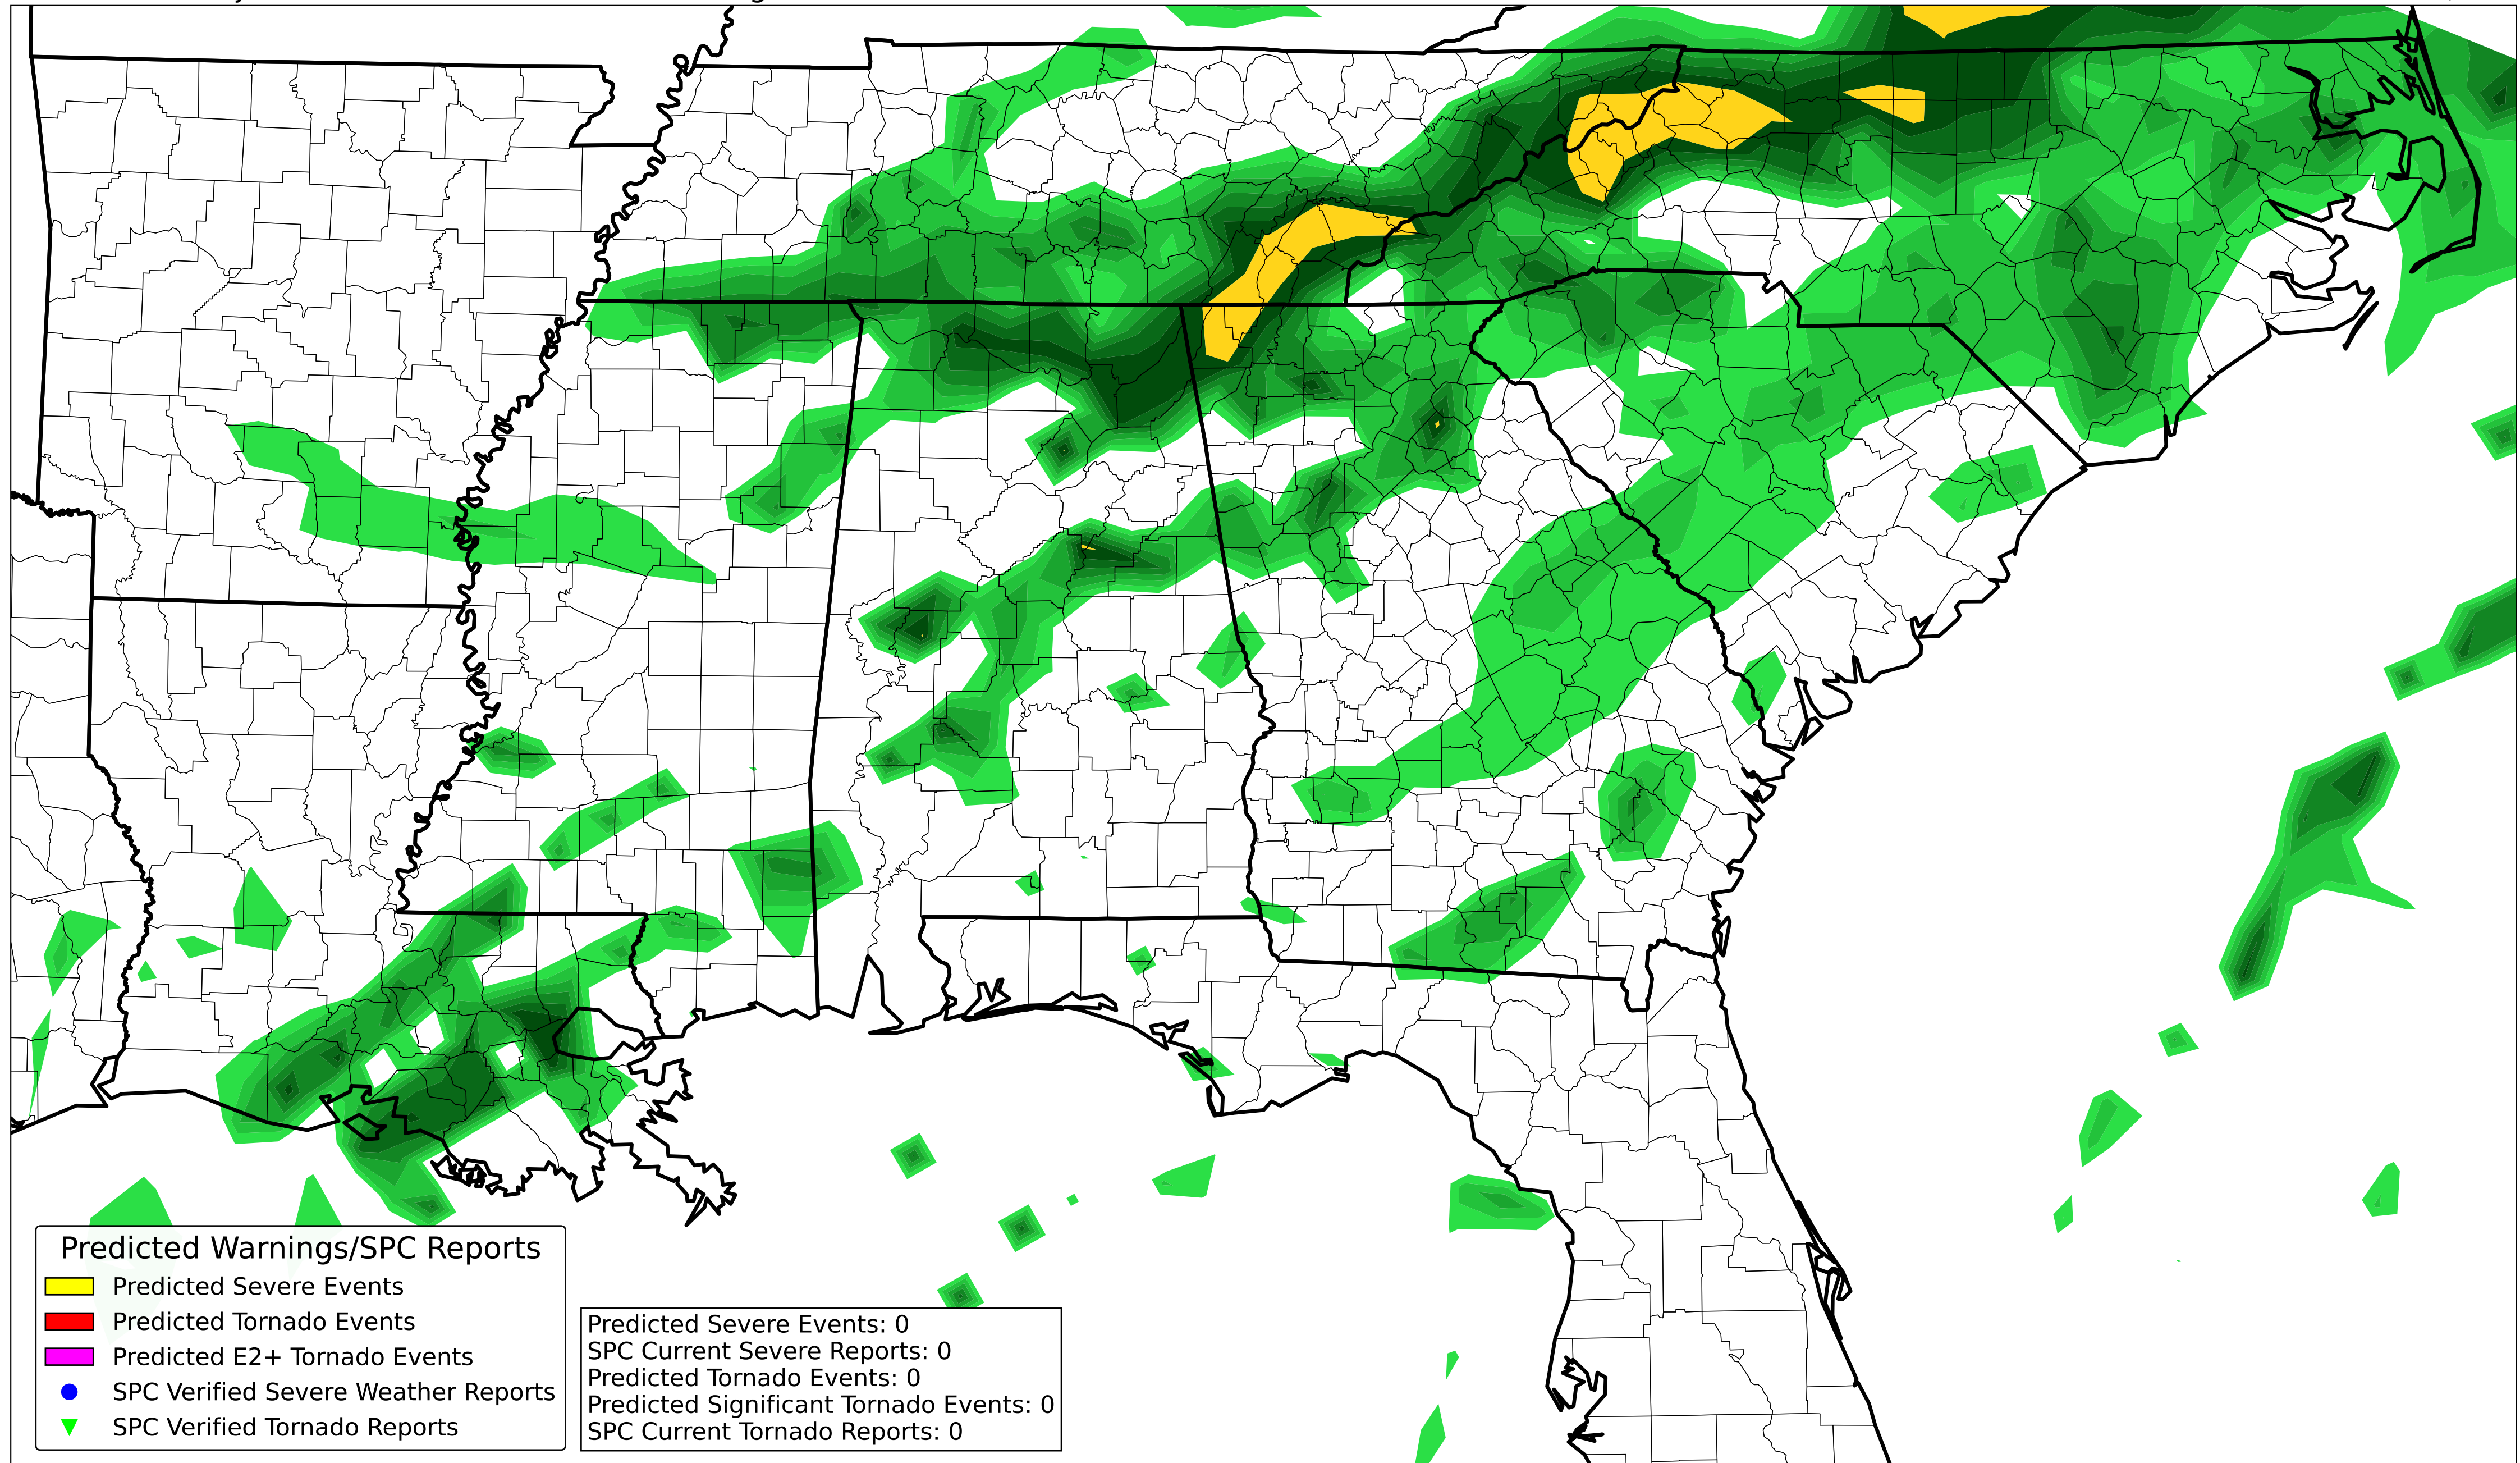 Predicted Warnings/SPC Reports
Predicted Severe Events
Predicted Tornado Events
Predicted E2+ Tornado Events
SPC Verified Severe Weather Reports
SPC Verified Tornado Reports
Predicted Severe Events: 0
SPC Current Severe Reports: 0
Predicted Tornado Events: 0
Predicted Significant Tornado Events: 0
SPC Current Tornado Reports: 0